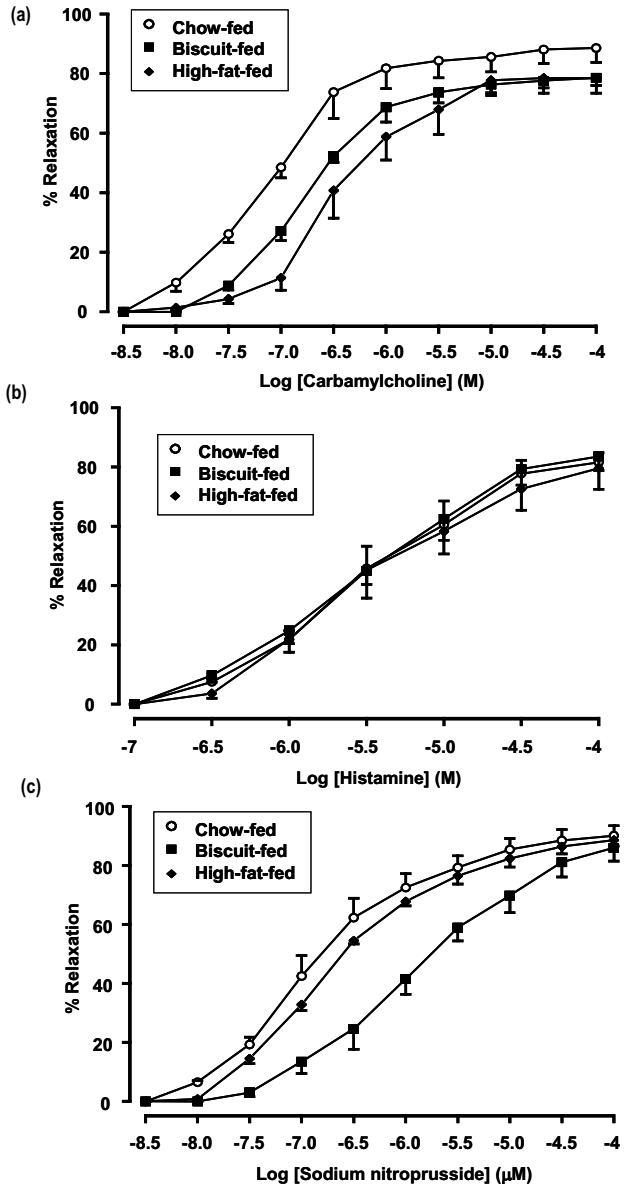 (a)
Chow-fed
Biscuit-fed
High-fat-fed
% Relaxation
100
80
60
40
20
0
-8.5 -8.0 -7.5 -7.0 -6.5 -6.0 -5.5 -5.0 -4.5 -4
Log [Carbamylcholine] (M)
(b)
Chow-fed
Biscuit-fed
High-fat-fed
% Relaxation
100
80
60
40
20
0
-7 -6.5 -6.0 -5.5 -5.0 -4.5 -4
Log [Histamine] (M)
(c)
Chow-fed
Biscuit-fed
High-fat-fed
% Relaxation
100
80
60
40
20
0
-8.5 -8.0 -7.5 -7.0 -6.5 -6.0 -5.5 -5.0 -4.5 -4
Log [Sodium nitroprusside] (μM)